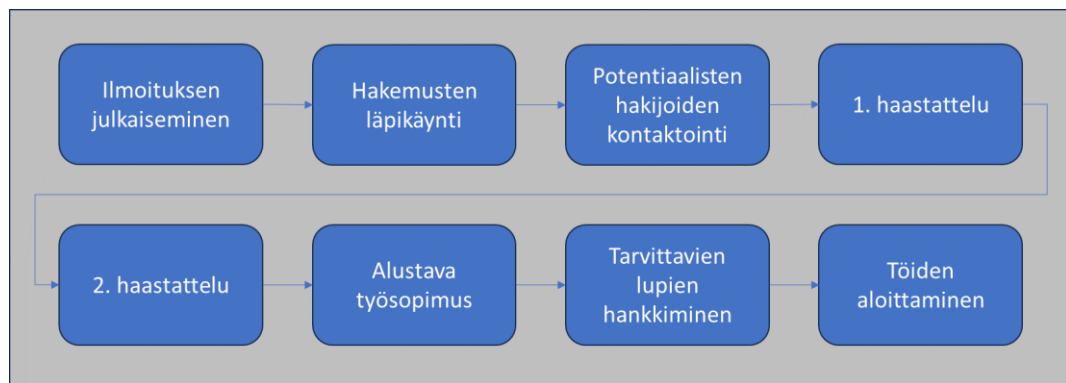 Ilmoituksen
julkaiseminen
Hakemusten
läpikäynti
Potentiaalisten
hakijoiden
kontaktointi
1. haastattelu
2. haastattelu
Alustava
työsopimus
Tarvittavien
lupien
hankkiminen
Töiden
aloittaminen